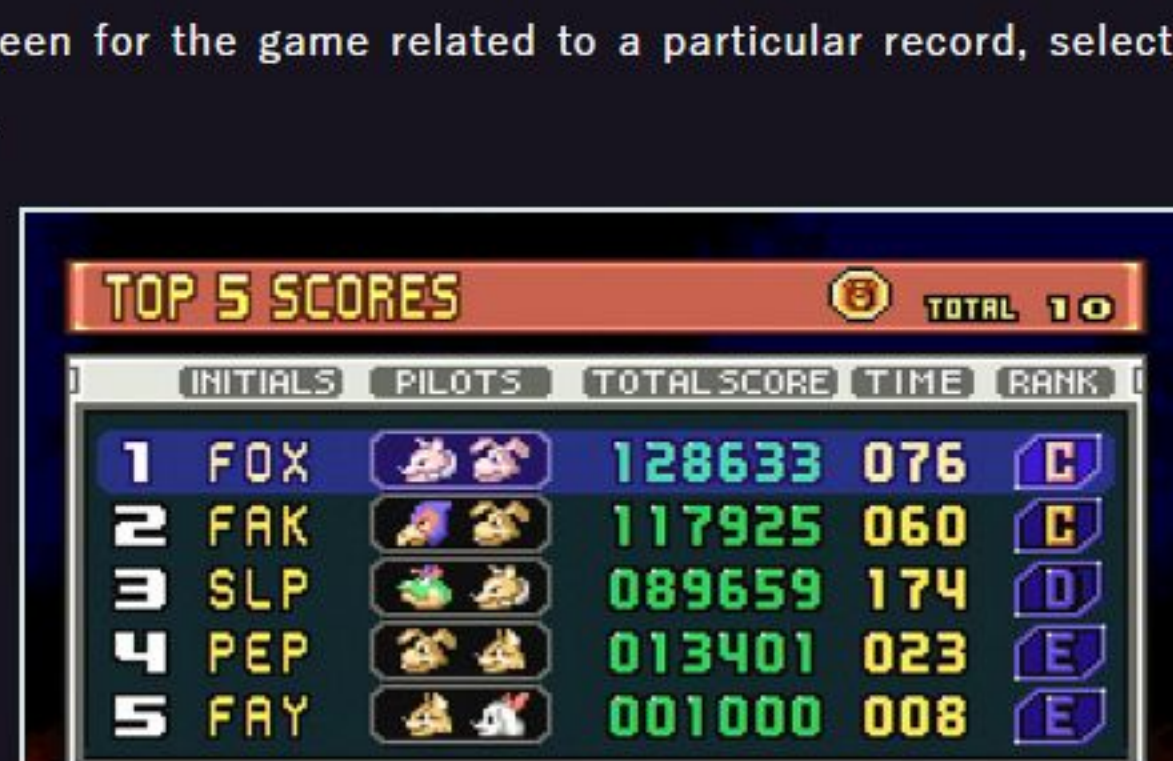 een for the game related to a particular record, select
TOP 5 SCORES TOTAL 10
INITIALS PILOTS TOTAL SCORE TIME RANK
1 FOX 128633 076 C
2 FAK 117925 060 C
3 SLP 089659 174 D
4 PEP 013401 023 E
5 FAY 001000 008 E